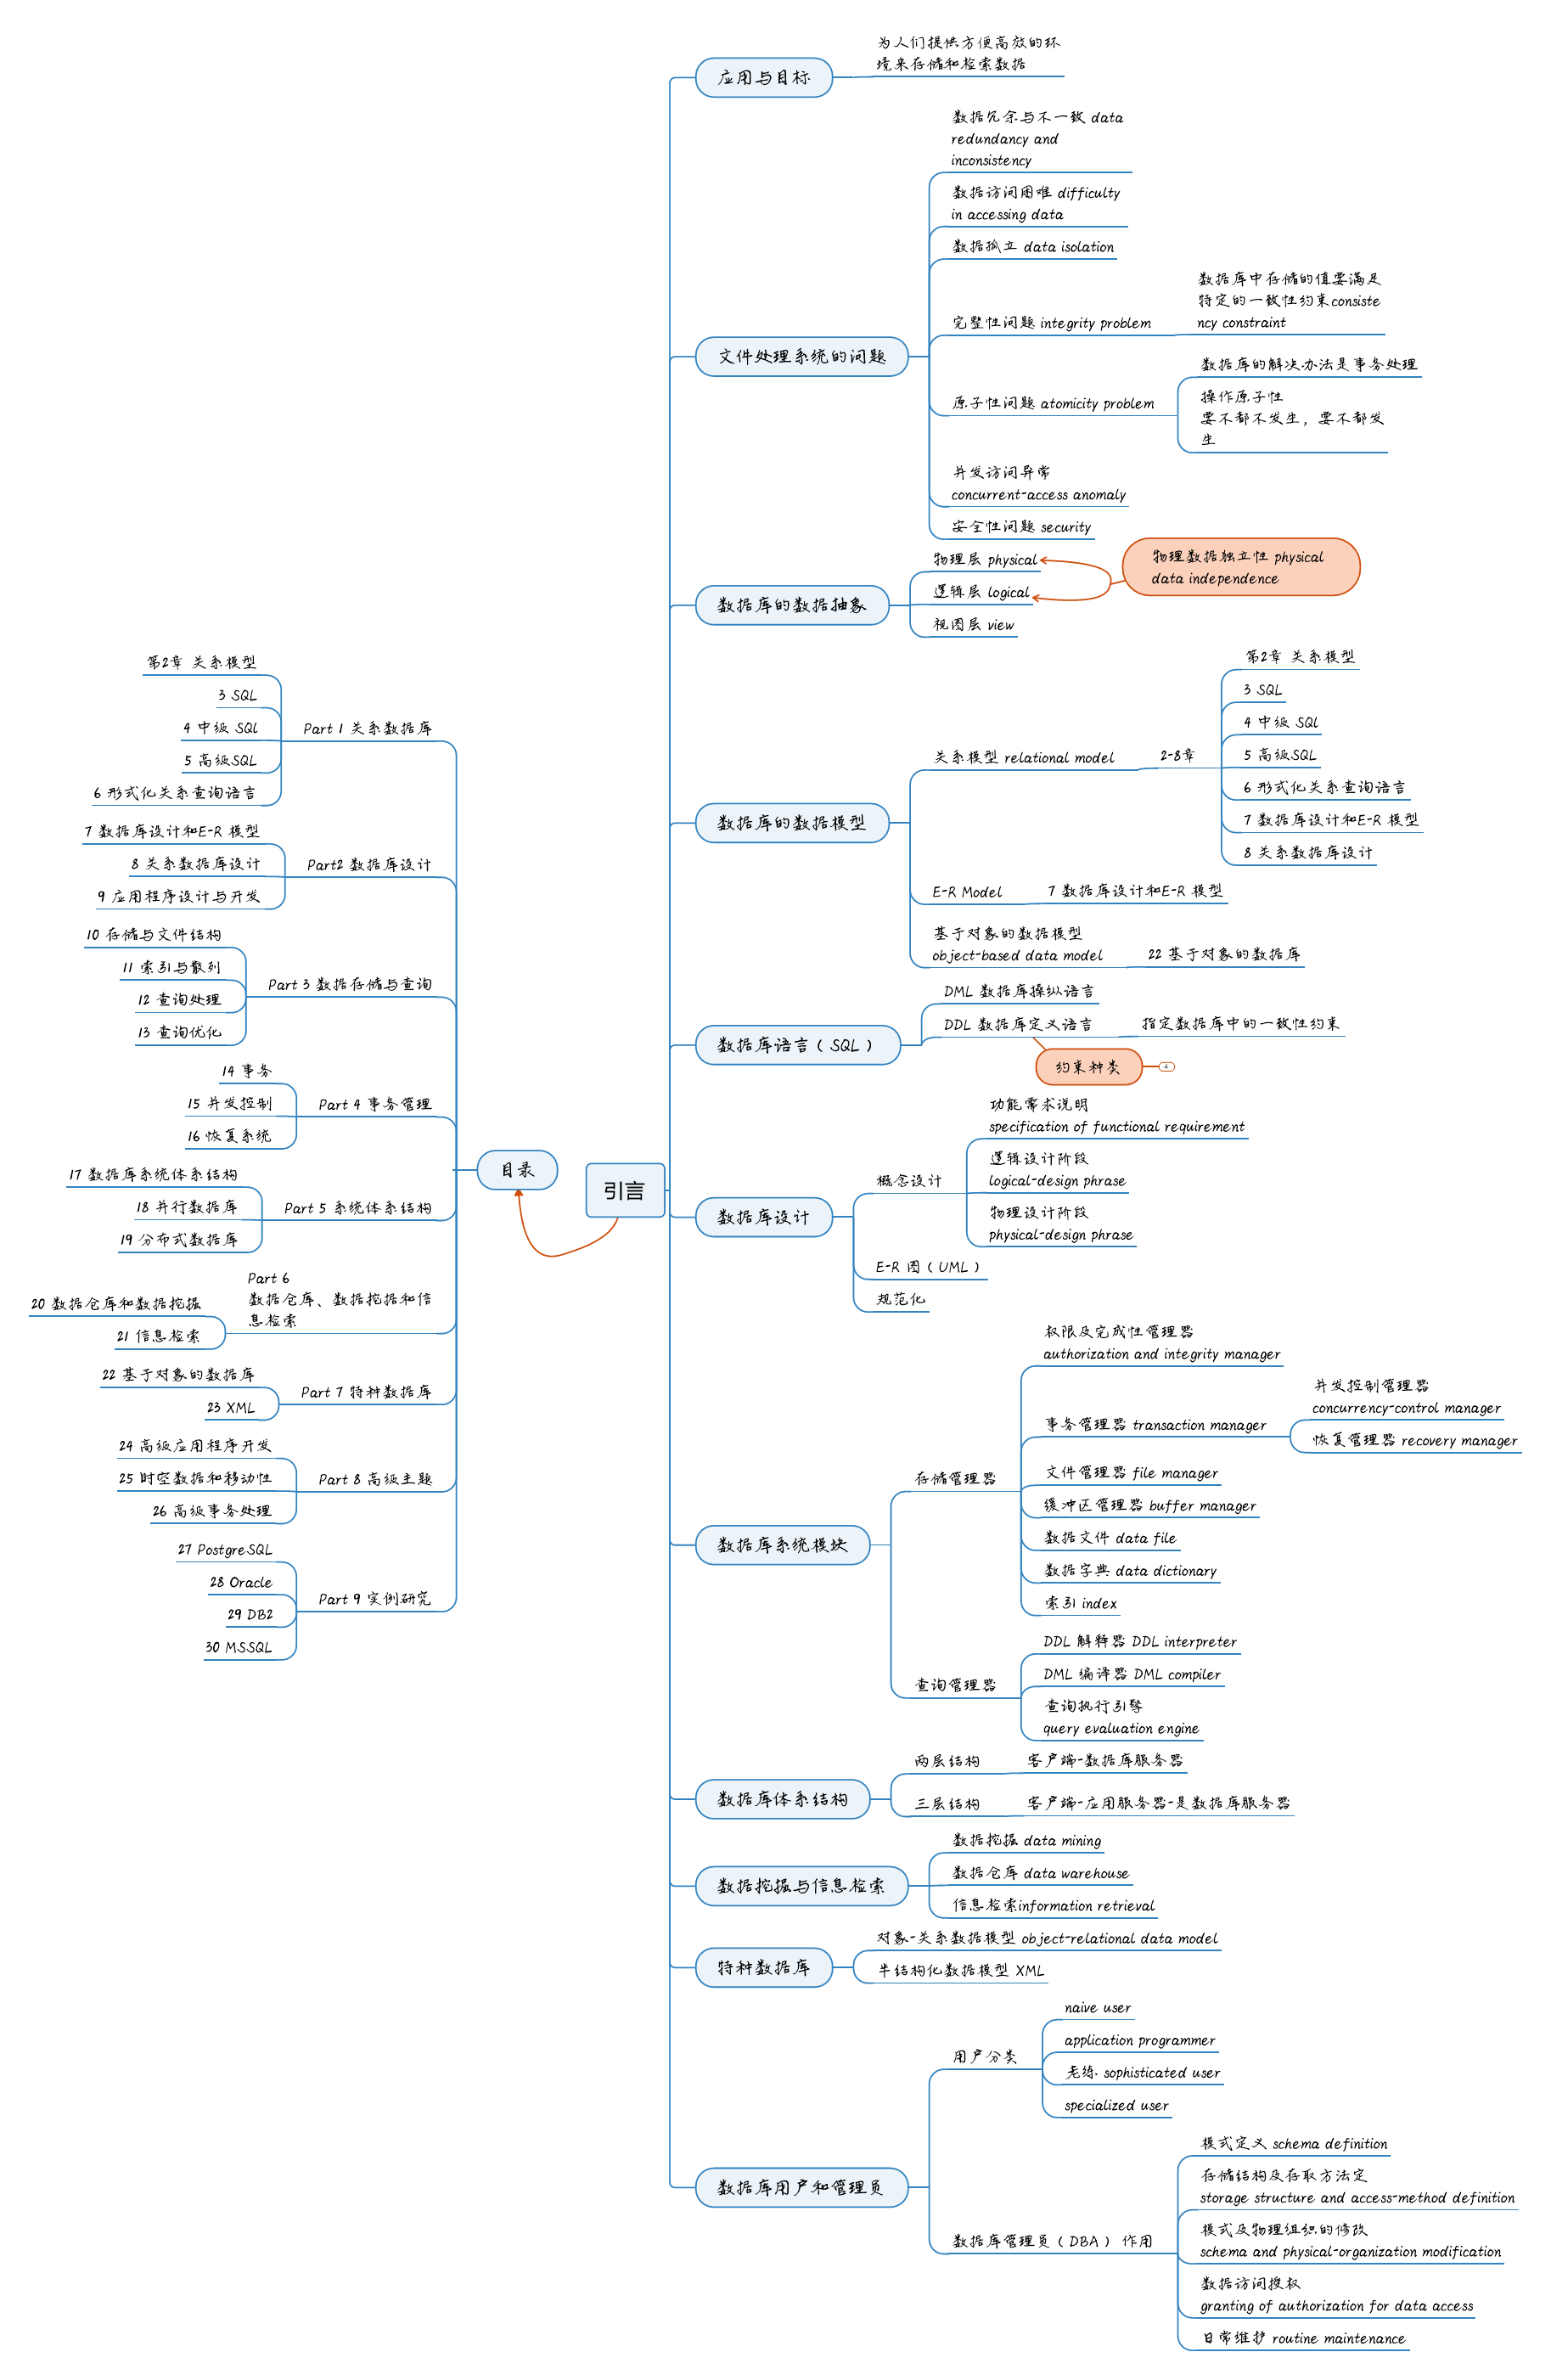 引言
目录
Part 1 关系数据库
第2章 关系模型
3 SQL
4 中级 SQl
5 高级SQL
6 形式化关系查询语言
Part2 数据库设计
7 数据库设计和E-R 模型
8 关系数据库设计
9 应用程序设计与开发
Part 3 数据存储与查询
10 存储与文件结构
11 索引与散列
12 查询处理
13 查询优化
Part 4 事务管理
14 事务
15 并发控制
16 恢复系统
Part 5 系统体系结构
17 数据库系统体系结构
18 并行数据库
19 分布式数据库
Part 6
数据仓库、数据挖据和信
息检索
20 数据仓库和数据挖掘
21 信息检索
Part 7 特种数据库
22 基于对象的数据库
23 XML
Part 8 高级主题
24 高级应用程序开发
25 时空数据和移动性
26 高级事务处理
Part 9 实例研究
27 PostgreSQL
28 Oracle
29 DB2
30 MSSQL
应用与目标
为人们提供方便高效的环
境来存储和检索数据
文件处理系统的问题
数据冗余与不一致 data
redundancy and
inconsistency
数据访问困难 difficulty
in accessing data
数据孤立 data isolation
完整性问题 integrity problem
数据库中存储的值要满足
特定的一致性约束consiste
ncy constraint
原子性问题 atomicity problem
数据库的解决办法是事务处理
操作原子性
要不都不发生，要不都发
生
并发访问异常
concurrent-access anomaly
安全性问题 security
数据库的数据抽象
物理层 physical
逻辑层 logical
视图层 view
物理数据独立性 physical
data independence
数据库的数据模型
关系模型 relational model
2-8章
第2章 关系模型
3 SQL
4 中级 SQl
5 高级SQL
6 形式化关系查询语言
7 数据库设计和E-R 模型
8 关系数据库设计
E-R Model
7 数据库设计和E-R 模型
基于对象的数据模型
object-based data model
22 基于对象的数据库
数据库语言（SQL）
DML 数据库操纵语言
DDL 数据库定义语言
指定数据库中的一致性约束
约束种类
4
数据库设计
概念设计
功能需求说明
specification of functional requirement
逻辑设计阶段
logical-design phrase
物理设计阶段
physical-design phrase
E-R 图（UML）
规范化
数据库系统模块
存储管理器
权限及完成性管理器
authorization and integrity manager
事务管理器 transaction manager
并发控制管理器
concurrency-control manager
恢复管理器 recovery manager
文件管理器 file manager
缓冲区管理器 buffer manager
数据文件 data file
数据字典 data dictionary
索引 index
查询管理器
DDL 解释器 DDL interpreter
DML 编译器 DML compiler
查询执行引擎
query evaluation engine
数据库体系结构
两层结构
客户端-数据库服务器
三层结构
客户端-应用服务器-是数据库服务器
数据挖掘与信息检索
数据挖掘 data mining
数据仓库 data warehouse
信息检索information retrieval
特种数据库
对象-关系数据模型 object-relational data model
半结构化数据模型 XML
数据库用户和管理员
用户分类
naive user
application programmer
老练 sophisticated user
specialized user
数据库管理员（DBA） 作用
模式定义 schema definition
存储结构及存取方法定
storage structure and access-method definition
模式及物理组织的修改
schema and physical-organization modification
数据访问授权
granting of authorization for data access
日常维护 routine maintenance